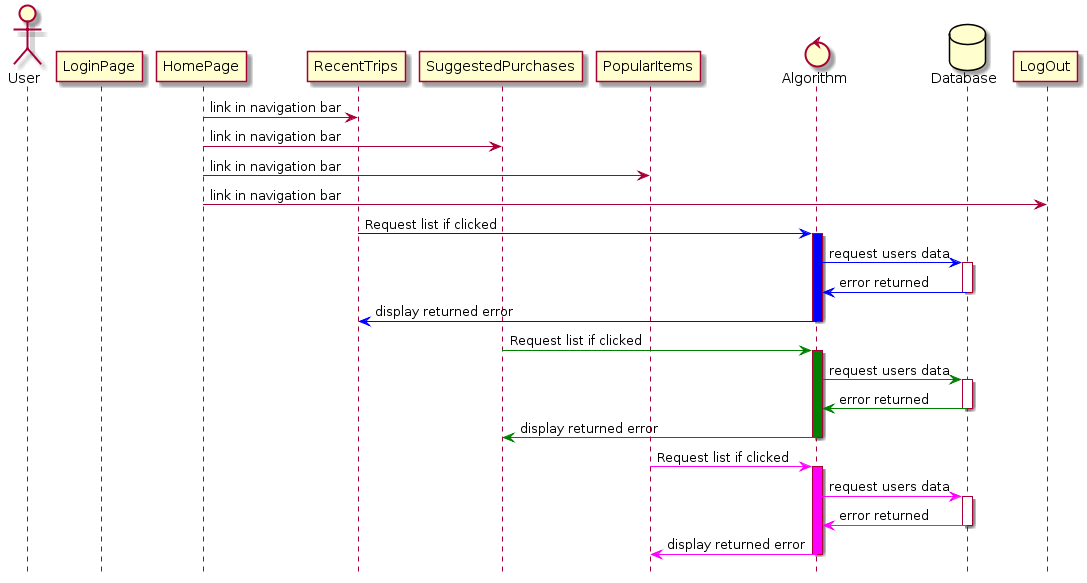 User
LoginPage
HomePage
RecentTrips
SuggestedPurchases
PopularItems
Algorithm
Database
LogOut
link in navigation bar
link in navigation bar
link in navigation bar
link in navigation bar
Request list if clicked
request users data
error returned
display returned error
Request list if clicked
request users data
error returned
display returned error
Request list if clicked
request users data
error returned
display returned error